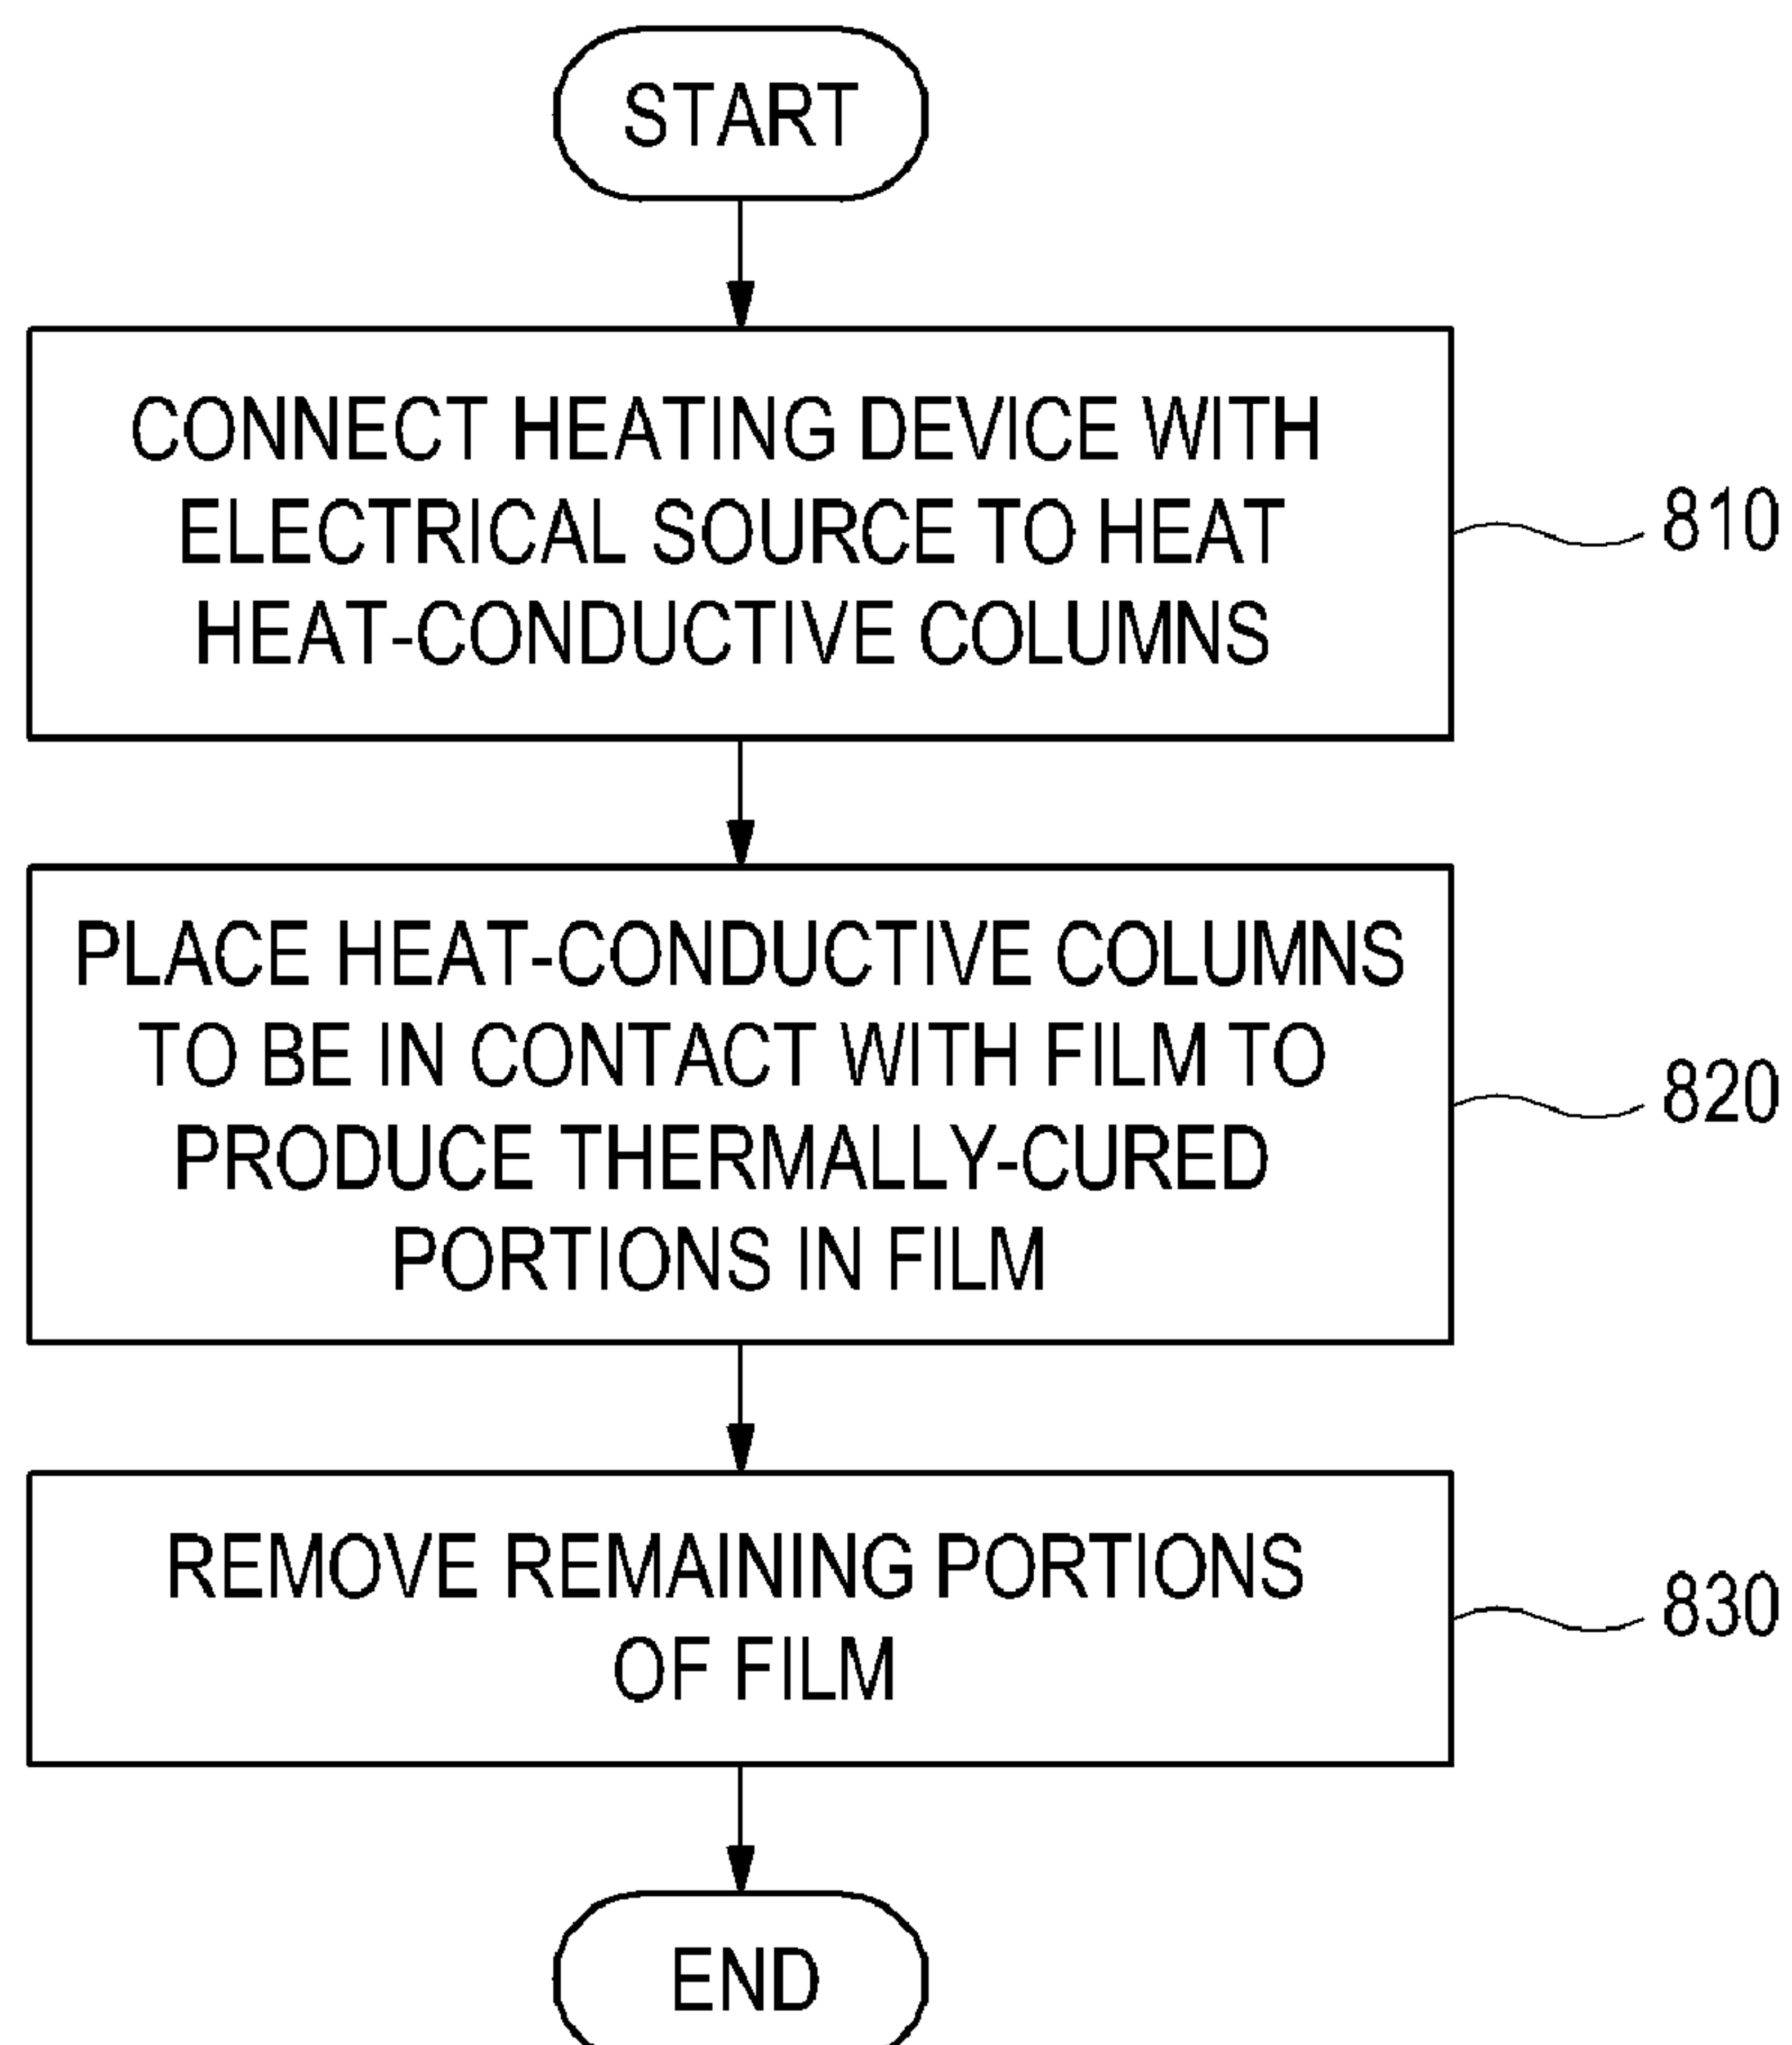 START
CONNECT HEATING DEVICE WITH
ELECTRICAL SOURCE TO HEAT
HEAT-CONDUCTIVE COLUMNS
810
PLACE HEAT-CONDUCTIVE COLUMNS
TO BE IN CONTACT WITH FILM TO
PRODUCE THERMALLY-CURED
PORTIONS IN FILM
820
REMOVE REMAINING PORTIONS
OF FILM
830
END